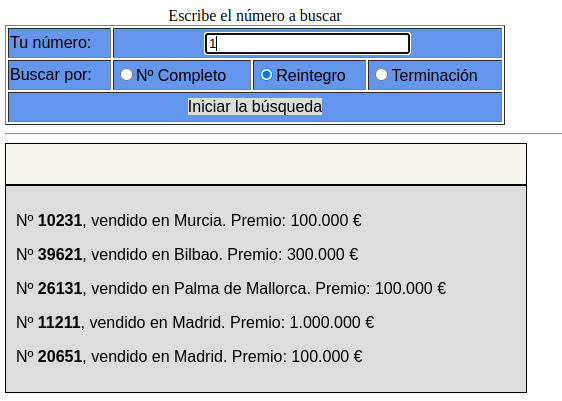 Escribe el número a buscar
Tu número: 1
Buscar por: Nº Completo Reintegro Terminación
Iniciar la búsqueda
Nº 10231, vendido en Murcia. Premio: 100.000 €
Nº 39621, vendido en Bilbao. Premio: 300.000 €
Nº 26131, vendido en Palma de Mallorca. Premio: 100.000 €
Nº 11211, vendido en Madrid. Premio: 1.000.000 €
Nº 20651, vendido en Madrid. Premio: 100.000 €